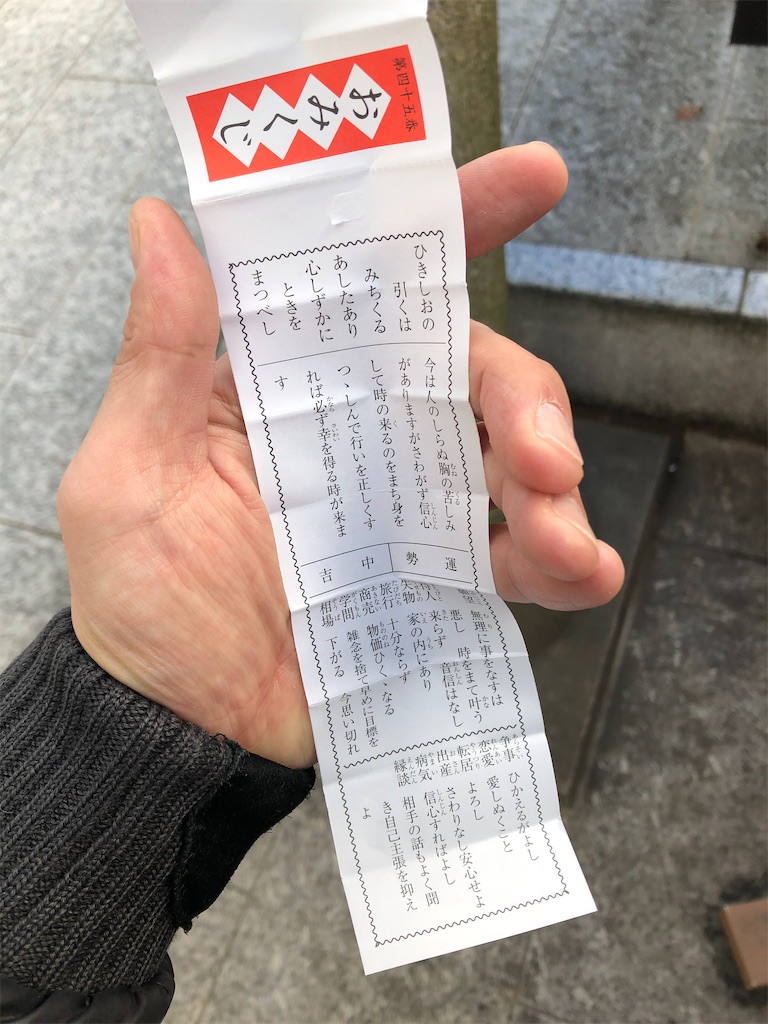 第四十五番
おみくじ
ひきしおの
引くは
みちくる
あしたあり
心しずかに
ときを
まつべし
今は人のしらぬ胸の苦しみ
がありますがさわがず信心
して時の来るのをまち身を
つゝしんで行いを正しくす
れば必ず幸を得る時が来ま
す
運勢
中吉
願望 無理に事をなすは
悪し 時をまて叶う
待人 来らず 音信はなし
失物 家の内にあり
旅行 十分ならず
商売 物価ひくくなる
学問 雑念を捨て早めに目標を
相場 下がる 今思い切れ
争事 ひかえるがよし
恋愛 愛しぬくこと
転居 よろし
出産 さわりなし安心せよ
病気 信心すればよし
縁談 相手の話もよく聞
き自己主張を抑え
よ